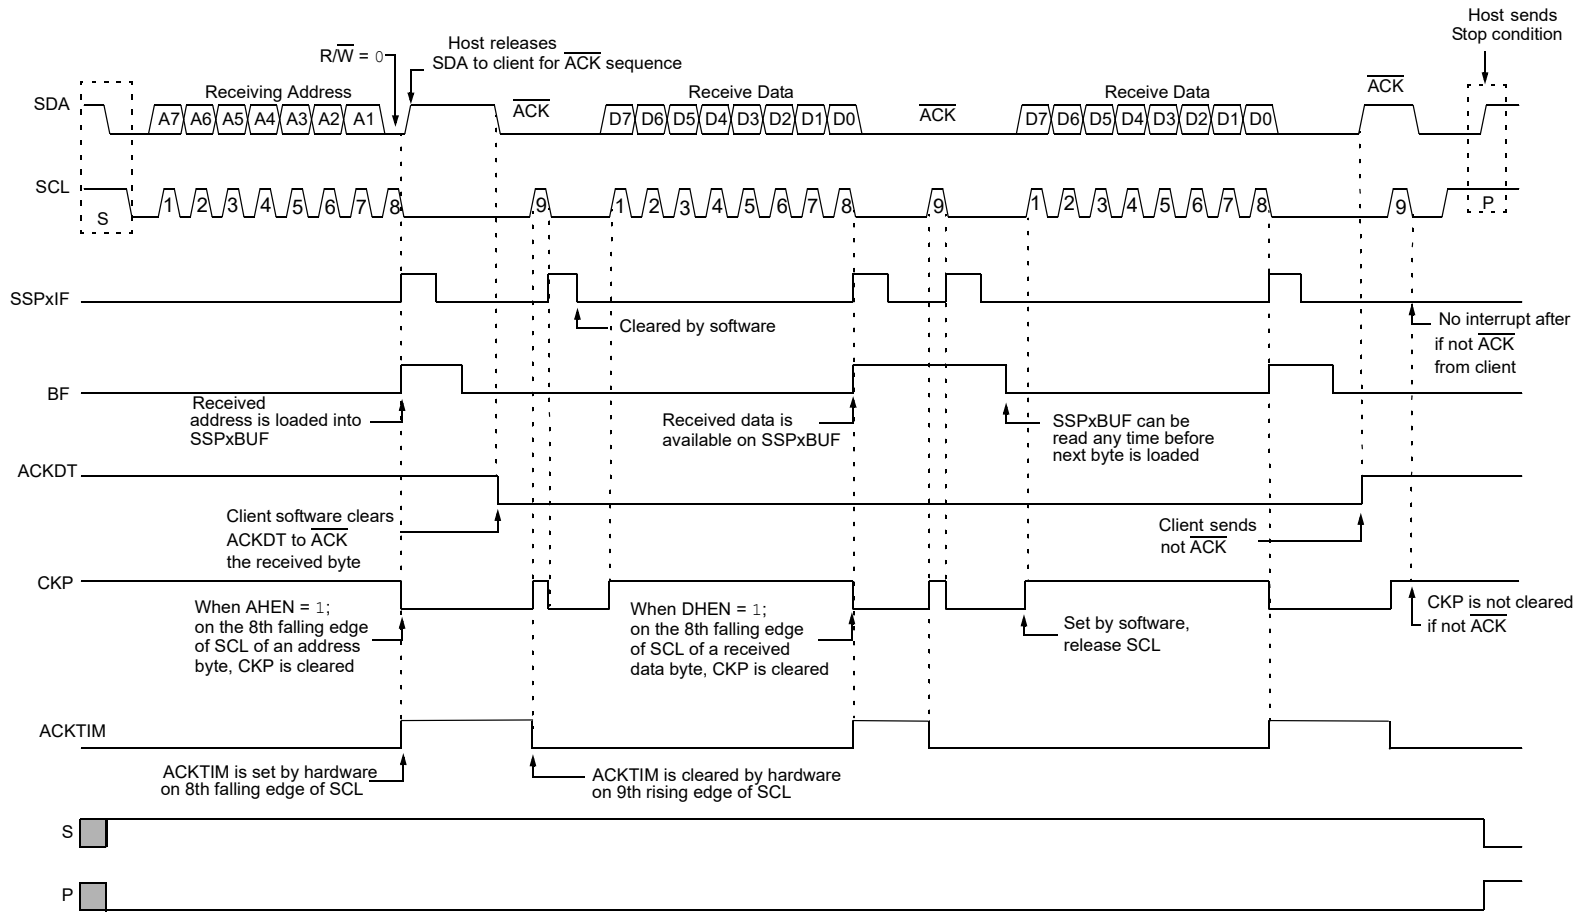 Host sends
Stop condition
R/W = 0
Host releases
SDA to client for ACK sequence
SDA
Receiving Address
A7 A6 A5 A4 A3 A2 A1
ACK
Receive Data
D7 D6 D5 D4 D3 D2 D1 D0
ACK
Receive Data
D7 D6 D5 D4 D3 D2 D1 D0
ACK
SCL
S
1 2 3 4 5 6 7 8 9
1 2 3 4 5 6 7 8 9
1 2 3 4 5 6 7 8 9
P
SSPxIF
Cleared by software
No interrupt after
if not ACK
from client
BF
Received
address is loaded into
SSPxBUF
Received data is
available on SSPxBUF
SSPxBUF can be
read any time before
next byte is loaded
ACKDT
Client software clears
ACKDT to ACK
the received byte
Client sends
not ACK
CKP
When AHEN = 1;
on the 8th falling edge
of SCL of an address
byte, CKP is cleared
When DHEN = 1;
on the 8th falling edge
of SCL of a received
data byte, CKP is cleared
Set by software,
release SCL
CKP is not cleared
if not ACK
ACKTIM
ACKTIM is set by hardware
on 8th falling edge of SCL
ACKTIM is cleared by hardware
on 9th rising edge of SCL
S
P